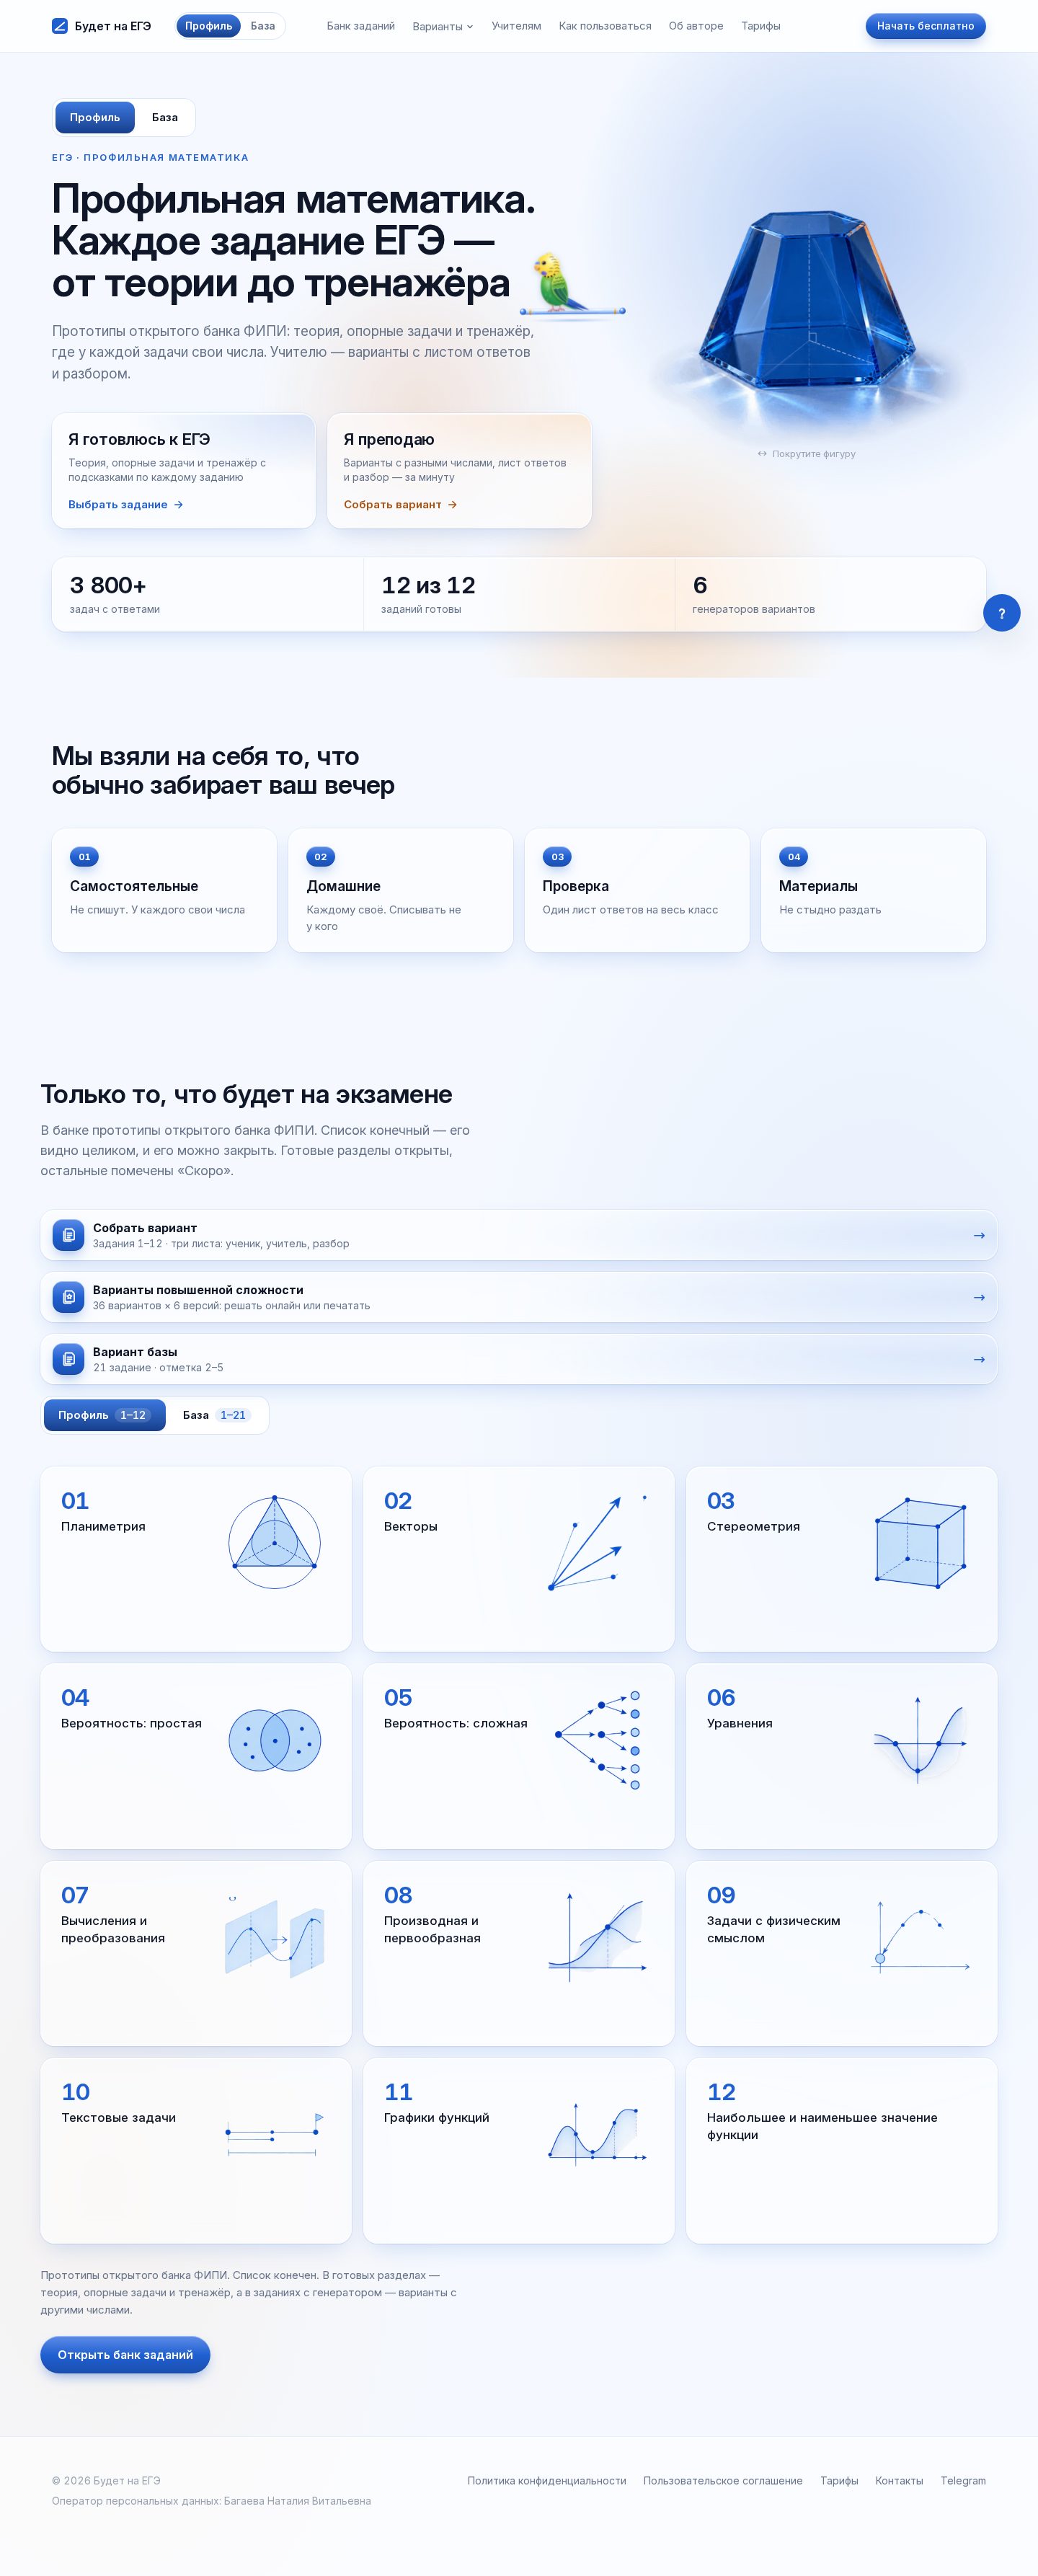 Будет на ЕГЭ
Профиль
База
Банк заданий
Варианты
Учителям
Как пользоваться
Об авторе
Тарифы
Начать бесплатно
Профиль
База
ЕГЭ · ПРОФИЛЬНАЯ МАТЕМАТИКА
Профильная математика.
Каждое задание ЕГЭ —
от теории до тренажёра
Прототипы открытого банка ФИПИ: теория, опорные задачи и тренажёр,
где у каждой задачи свои числа. Учителю — варианты с листом ответов
и разбором.
Я готовлюсь к ЕГЭ
Теория, опорные задачи и тренажёр с
подсказками по каждому заданию
Выбрать задание →
Я преподаю
Варианты с разными числами, лист ответов
и разбор — за минуту
Собрать вариант →
↔ Покрутите фигуру
3 800+
задач с ответами
12 из 12
заданий готовы
6
генераторов вариантов
?
Мы взяли на себя то, что
обычно забирает ваш вечер
01
Самостоятельные
Не спишут. У каждого свои числа
02
Домашние
Каждому своё. Списывать не
у кого
03
Проверка
Один лист ответов на весь класс
04
Материалы
Не стыдно раздать
Только то, что будет на экзамене
В банке прототипы открытого банка ФИПИ. Список конечный — его
видно целиком, и его можно закрыть. Готовые разделы открыты,
остальные помечены «Скоро».
Собрать вариант
Задания 1–12 · три листа: ученик, учитель, разбор
→
Варианты повышенной сложности
36 вариантов × 6 версий: решать онлайн или печатать
→
Вариант базы
21 задание · отметка 2–5
→
Профиль 1–12
База 1–21
01
Планиметрия
02
Векторы
03
Стереометрия
04
Вероятность: простая
05
Вероятность: сложная
06
Уравнения
07
Вычисления и
преобразования
08
Производная и
первообразная
09
Задачи с физическим
смыслом
10
Текстовые задачи
11
Графики функций
12
Наибольшее и наименьшее значение
функции
Прототипы открытого банка ФИПИ. Список конечен. В готовых разделах —
теория, опорные задачи и тренажёр, а в заданиях с генератором — варианты с
другими числами.
Открыть банк заданий
© 2026 Будет на ЕГЭ
Оператор персональных данных: Багаева Наталия Витальевна
Политика конфиденциальности
Пользовательское соглашение
Тарифы
Контакты
Telegram